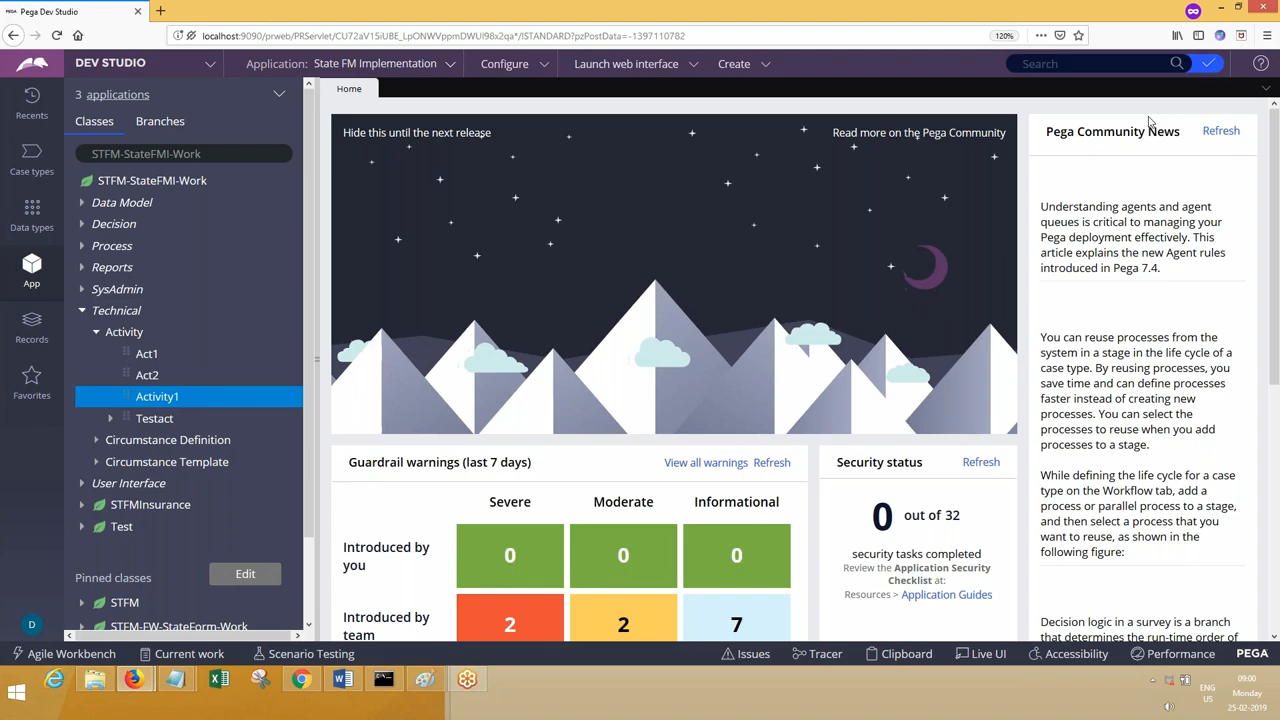 Pega Dev Studio
localhost:9090/prweb/PRServlet/CU72aV15iUBE_LpONWVppmDWUI98x2qa*/!STANDARD?pzPostData=-1397110782
120%
DEV STUDIO
Application: State FM Implementation
Configure
Launch web interface
Create
Search
Recents
Case types
Data types
App
Records
Favorites
D
3 applications
Classes
Branches
STFM-StateFMI-Work
STFM-StateFMI-Work
Data Model
Decision
Process
Reports
SysAdmin
Technical
Activity
Act1
Act2
Activity1
Testact
Circumstance Definition
Circumstance Template
User Interface
STFMInsurance
Test
Pinned classes
Edit
STFM
STFM-FW-StateForm-Work
Home
Hide this until the next release
Read more on the Pega Community
Guardrail warnings (last 7 days)
View all warnings
Refresh
Severe
Moderate
Informational
Introduced by
you
0
0
0
Introduced by
team
2
2
7
Security status
Refresh
0 out of 32
security tasks completed
Review the Application Security
Checklist at:
Resources > Application Guides
Pega Community News
Refresh
Understanding agents and agent
queues is critical to managing your
Pega deployment effectively. This
article explains the new Agent rules
introduced in Pega 7.4.
You can reuse processes from the
system in a stage in the life cycle of a
case type. By reusing processes, you
save time and can define processes
faster instead of creating new
processes. You can select the
processes to reuse when you add
processes to a stage.
While defining the life cycle for a case
type on the Workflow tab, add a
process or parallel process to a stage,
and then select a process that you
want to reuse, as shown in the
following figure:
Decision logic in a survey is a branch
that determines the run-time order of
Agile Workbench
Current work
Scenario Testing
Issues
Tracer
Clipboard
Live UI
Accessibility
Performance
PEGA
ENG
US
09:00
Monday
25-02-2019